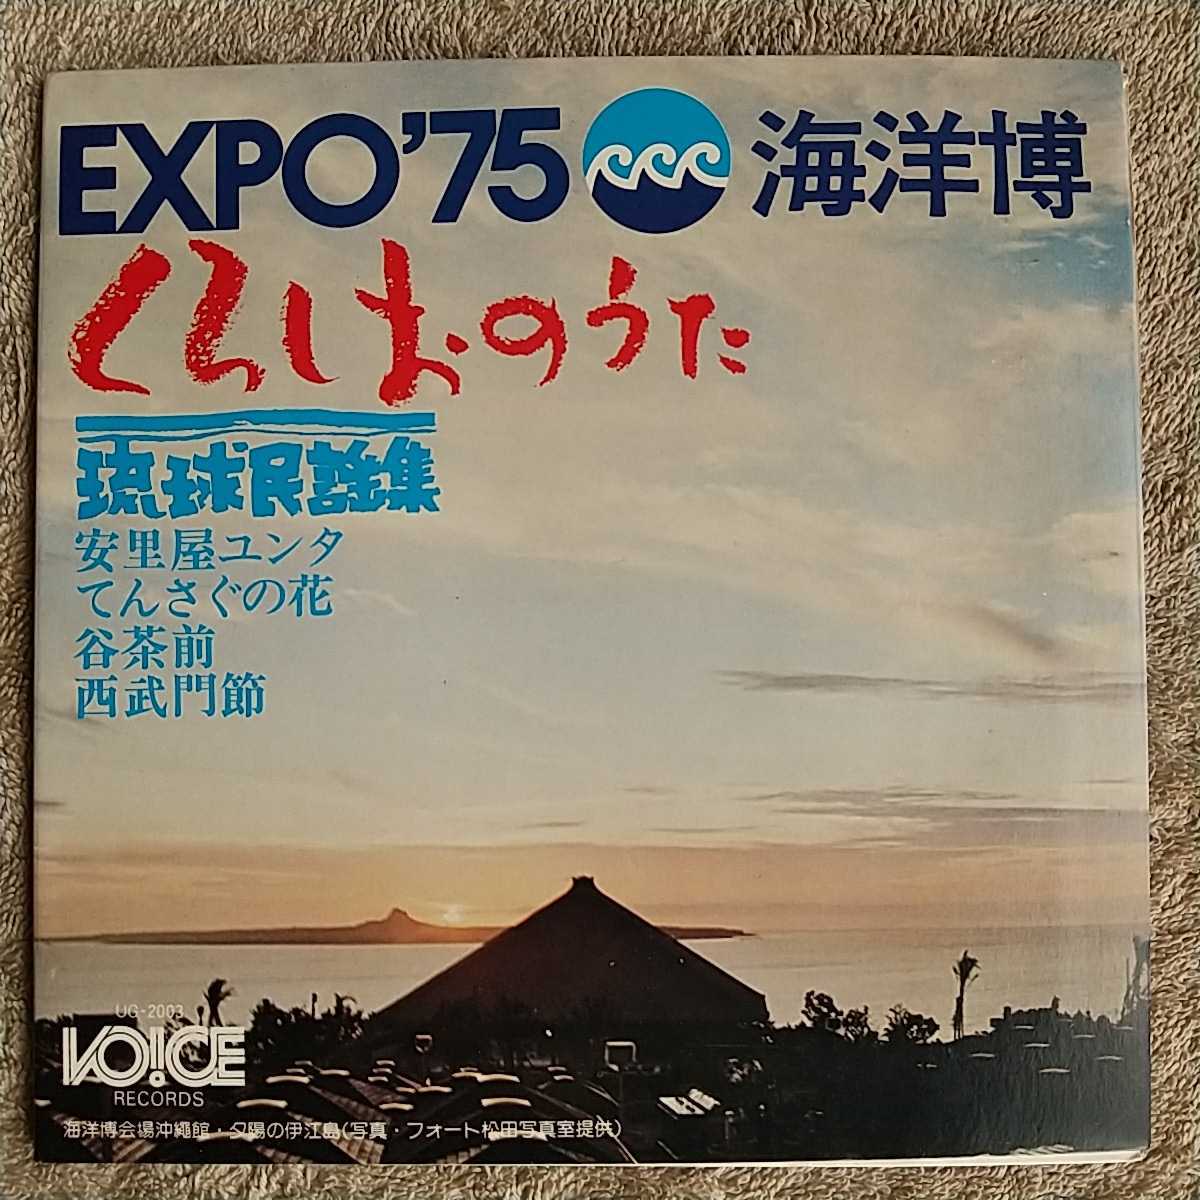 EXPO'75 海洋博
くろしおのうた
琉球民謡集
安里屋ユンタ
てんさぐの花
谷茶前
西武門節
UG-2003
VOICE
RECORDS
海洋博会場沖縄館・夕陽の伊江島(写真・フォート松田写真室提供)